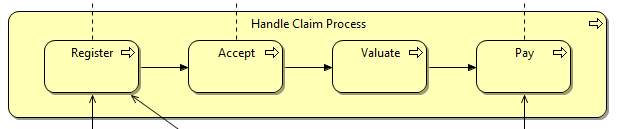 Handle Claim Process
Register
Accept
Valuate
Pay